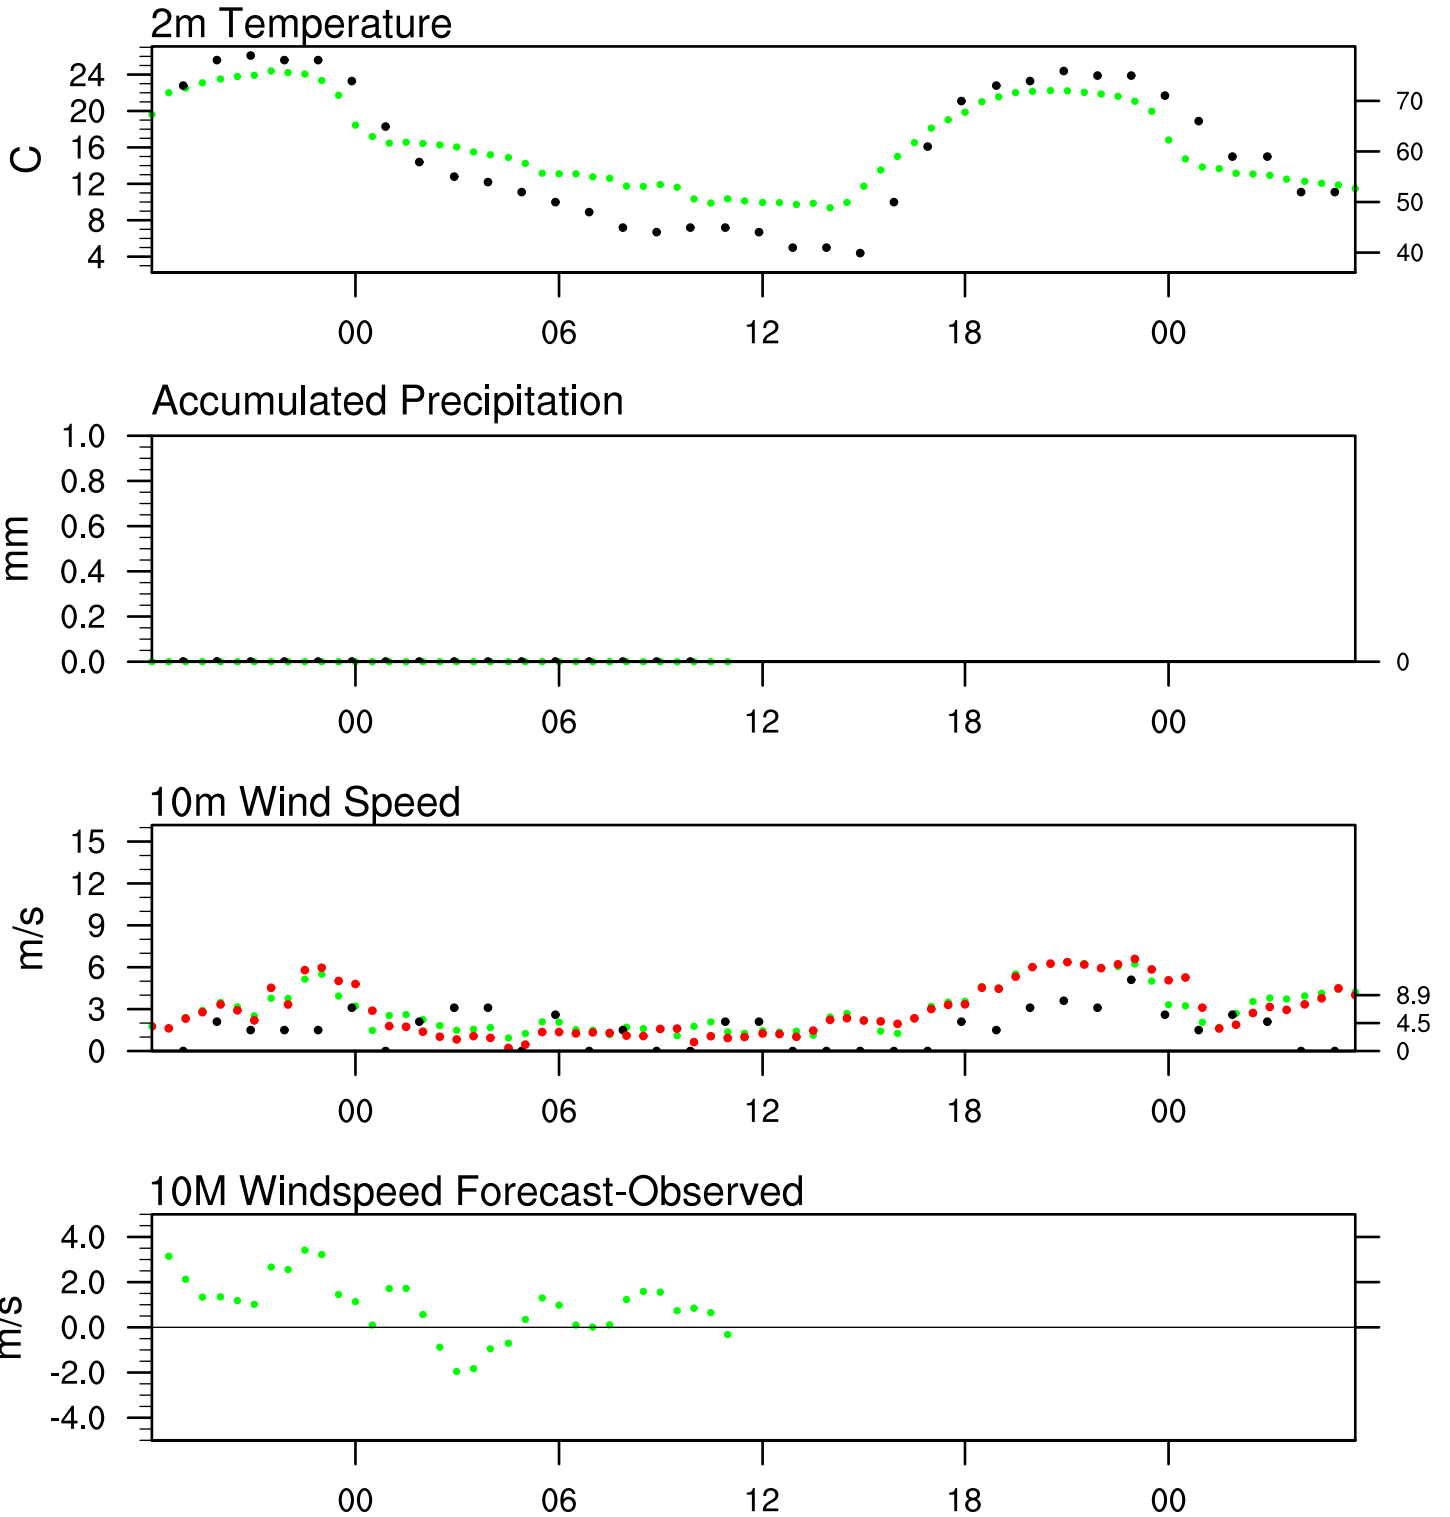 2m Temperature
24
20
16
12
8
4
C
70
60
50
40
00 06 12 18 00
Accumulated Precipitation
1.0
0.8
0.6
0.4
0.2
0.0
mm
0
00 06 12 18 00
10m Wind Speed
15
12
9
6
3
0
m/s
8.9
4.5
0
00 06 12 18 00
10M Windspeed Forecast-Observed
4.0
2.0
0.0
-2.0
-4.0
m/s
00 06 12 18 00